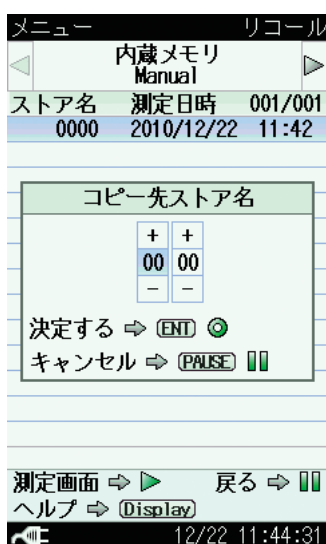 メニュー リコール
内蔵メモリ
Manual
ストア名 測定日時 001/001
0000 2010/12/22 11:42
コピー先ストア名
+ +
00 00
− −
決定する ⇨ ENT ◎
キャンセル ⇨ PAUSE
測定画面 ⇨ ▷ 戻る ⇨
ヘルプ ⇨ Display
12/22 11:44:31